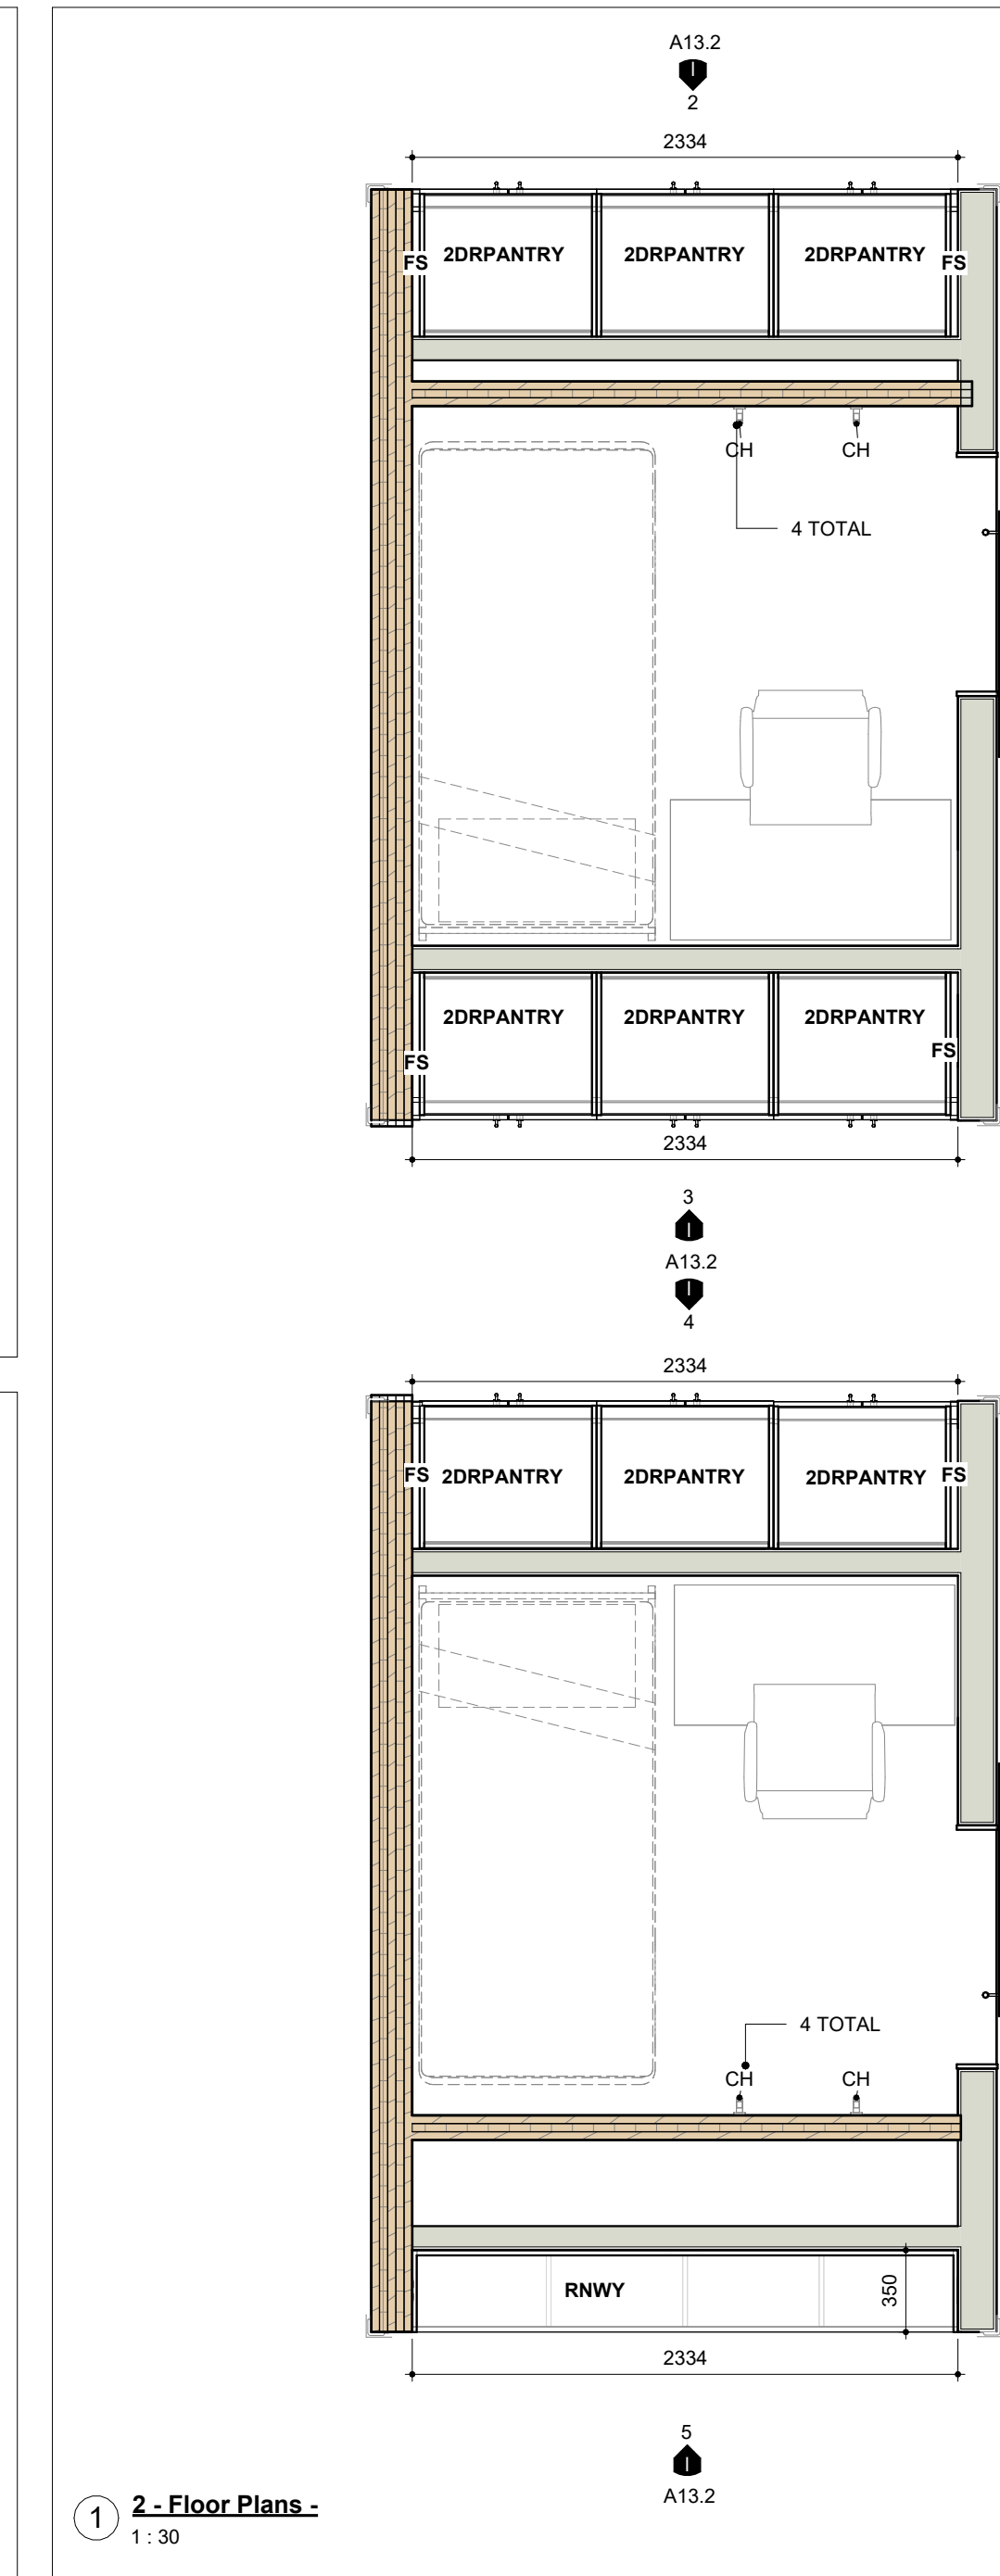 A13.2
2
2334
FS 2DRPANTRY 2DRPANTRY 2DRPANTRY FS
CH CH
4 TOTAL
2DRPANTRY 2DRPANTRY 2DRPANTRY
FS FS
2334
3
A13.2
4
2334
FS 2DRPANTRY 2DRPANTRY 2DRPANTRY FS
4 TOTAL
CH CH
RNWY 350
2334
5
A13.2
1 2 - Floor Plans -
1 : 30